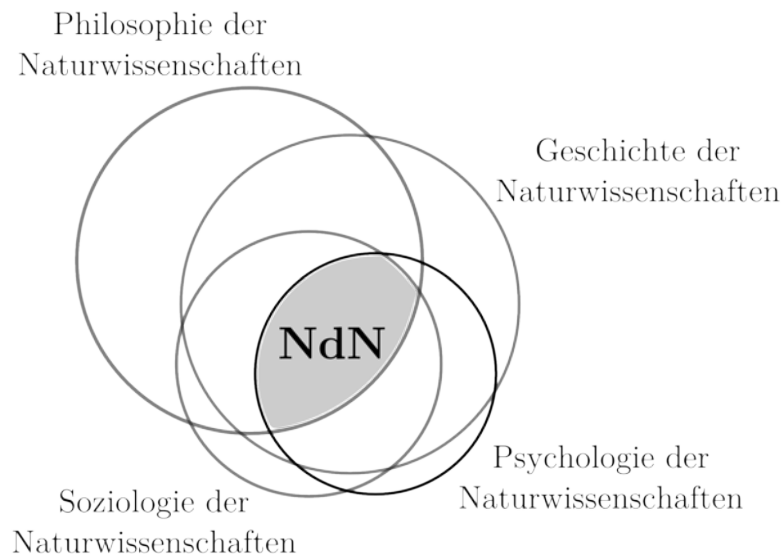 Philosophie der
Naturwissenschaften
Geschichte der
Naturwissenschaften
NdN
Psychologie der
Naturwissenschaften
Soziologie der
Naturwissenschaften